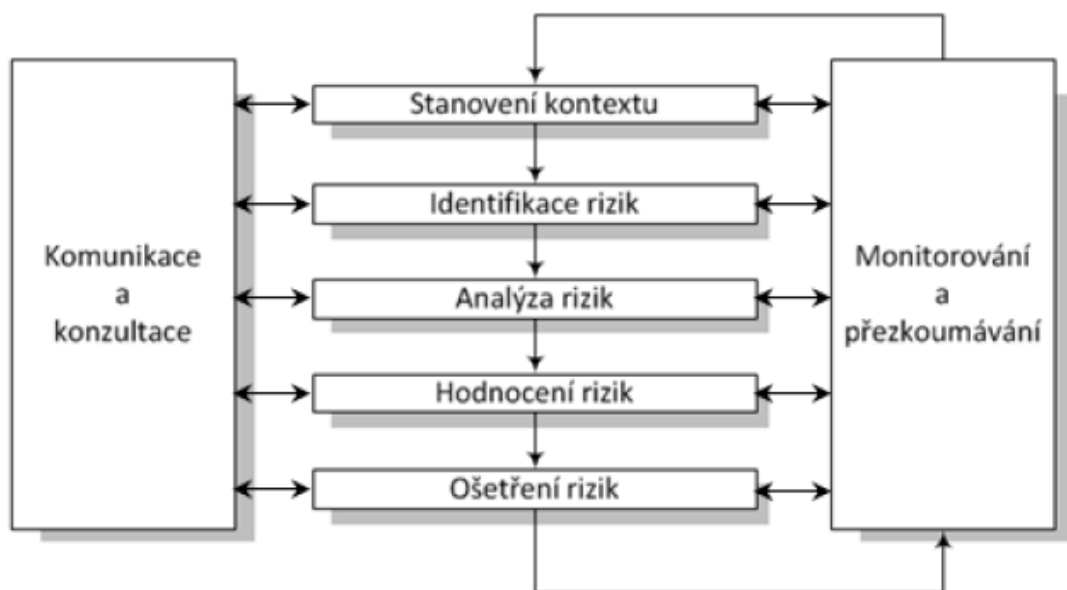 Komunikace
a
konzultace
Stanovení kontextu
Identifikace rizik
Analýza rizik
Hodnocení rizik
Ošetření rizik
Monitorování
a
přezkoumávání